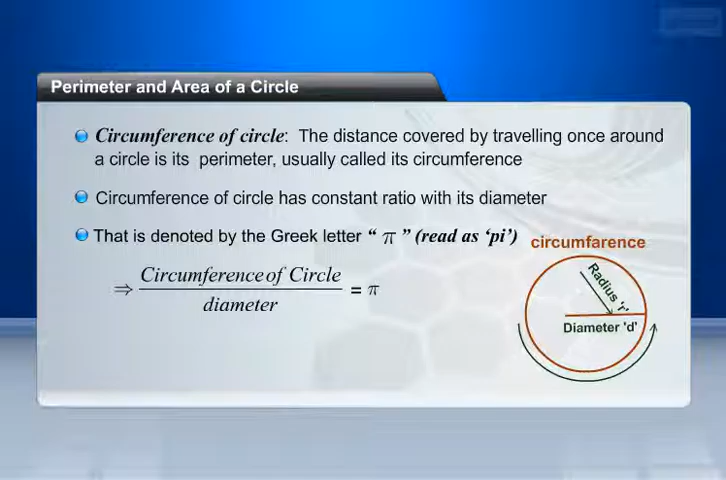 Perimeter and Area of a Circle
Circumference of circle: The distance covered by travelling once around
a circle is its perimeter, usually called its circumference
Circumference of circle has constant ratio with its diameter
That is denoted by the Greek letter “ π ” (read as ‘pi’)
circumfarence
⇒ Circumference of Circle
diameter
= π
Radius 'r'
Diameter 'd'